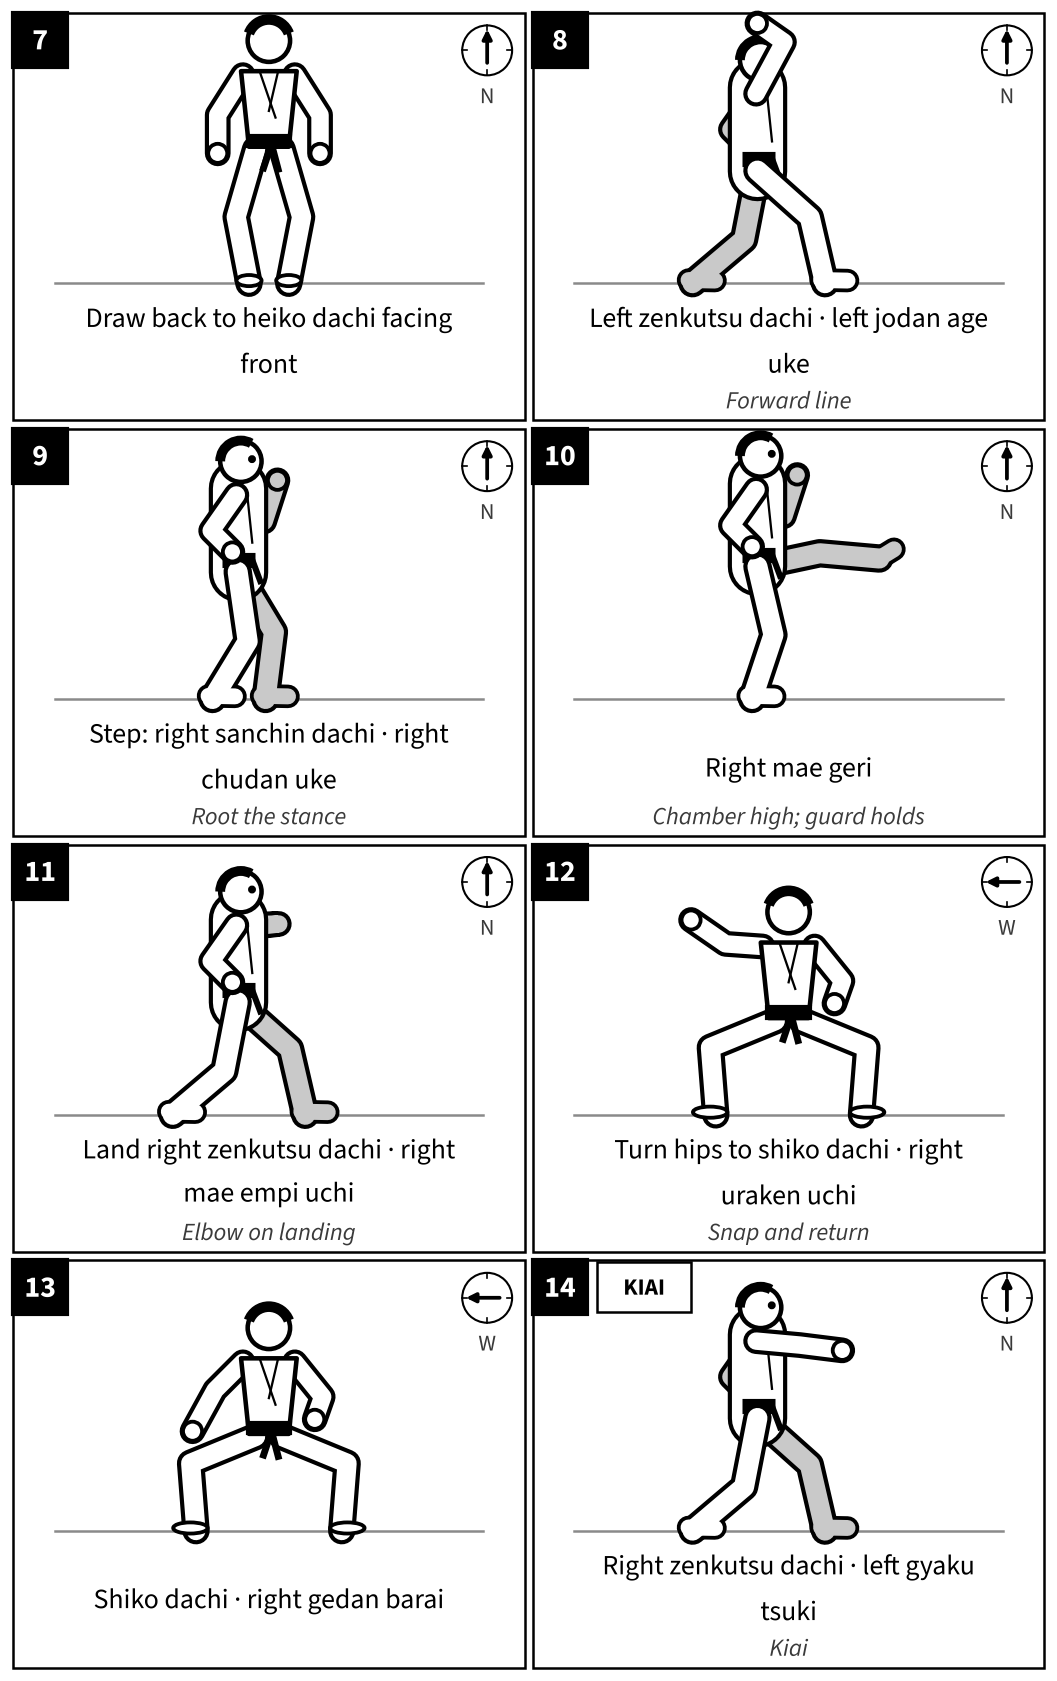 7
N
Draw back to heiko dachi facing
front
8
N
Left zenkutsu dachi · left jodan age
uke
Forward line
9
N
Step: right sanchin dachi · right
chudan uke
Root the stance
10
N
Right mae geri
Chamber high; guard holds
11
N
Land right zenkutsu dachi · right
mae empi uchi
Elbow on landing
12
W
Turn hips to shiko dachi · right
uraken uchi
Snap and return
13
W
Shiko dachi · right gedan barai
14
KIAI
N
Right zenkutsu dachi · left gyaku
tsuki
Kiai